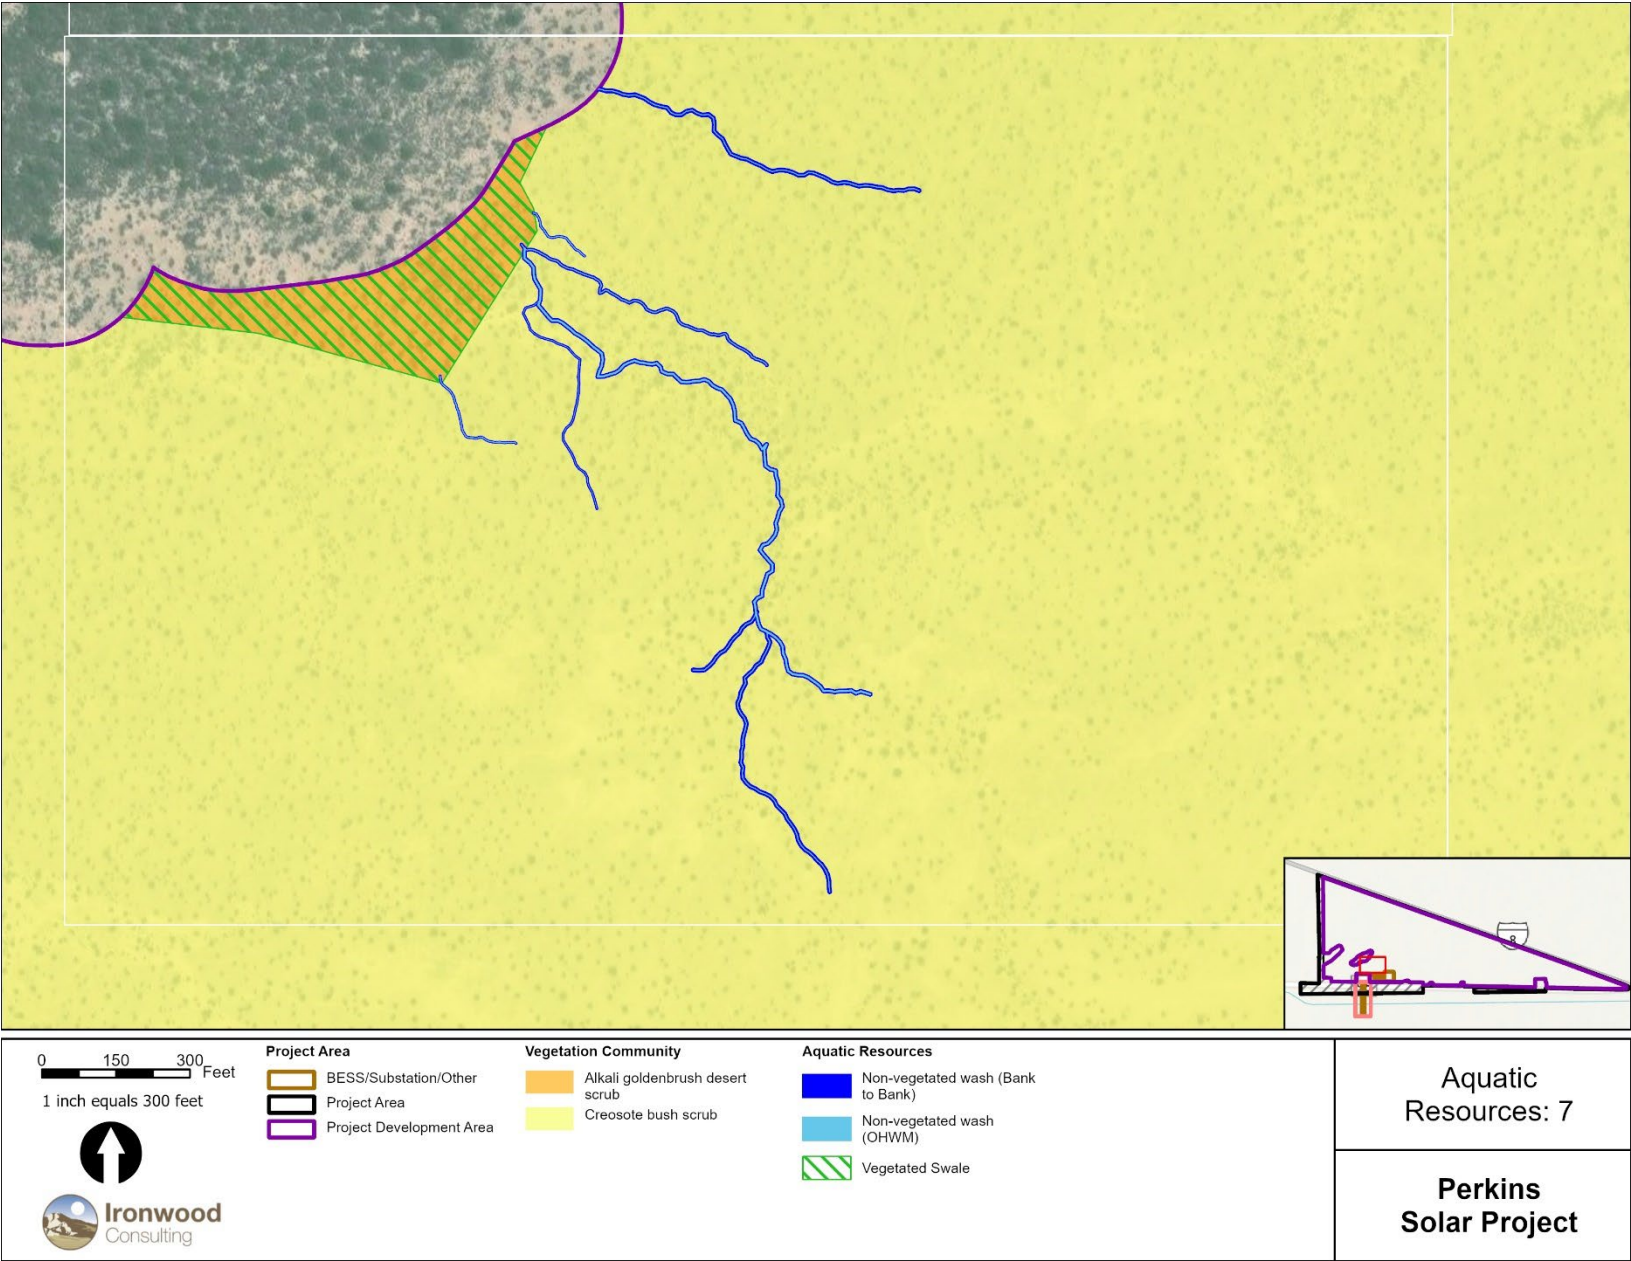 8
0 150 300 Feet
1 inch equals 300 feet
Ironwood
Consulting
Project Area
BESS/Substation/Other
Project Area
Project Development Area
Vegetation Community
Alkali goldenbrush desert
scrub
Creosote bush scrub
Aquatic Resources
Non-vegetated wash (Bank
to Bank)
Non-vegetated wash
(OHWM)
Vegetated Swale
Aquatic
Resources: 7
Perkins
Solar Project